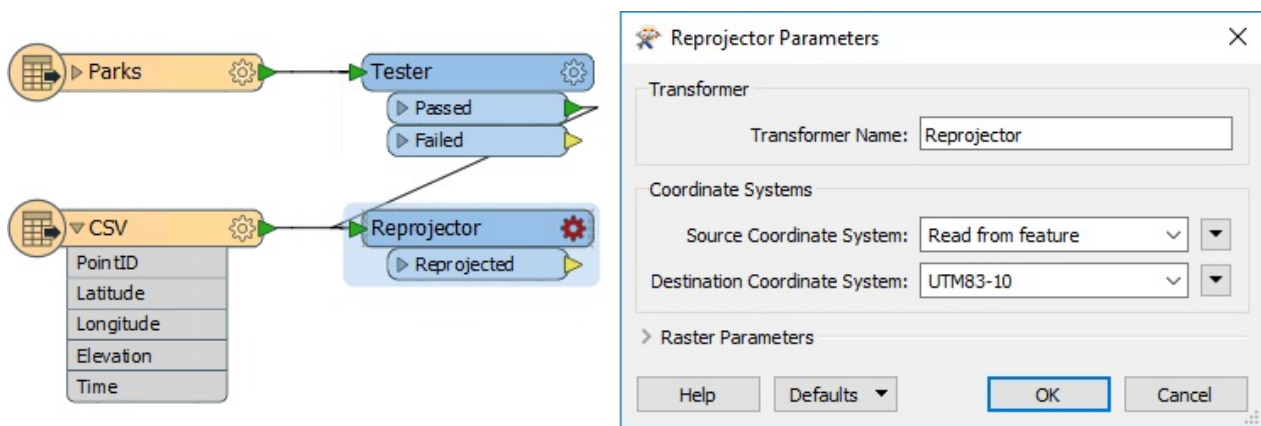 Parks
Tester
Passed
Failed
CSV
PointID
Latitude
Longitude
Elevation
Time
Reprojector
Reprojected
Reprojector Parameters
Transformer
Transformer Name: Reprojector
Coordinate Systems
Source Coordinate System: Read from feature
Destination Coordinate System: UTM83-10
Raster Parameters
Help Defaults OK Cancel